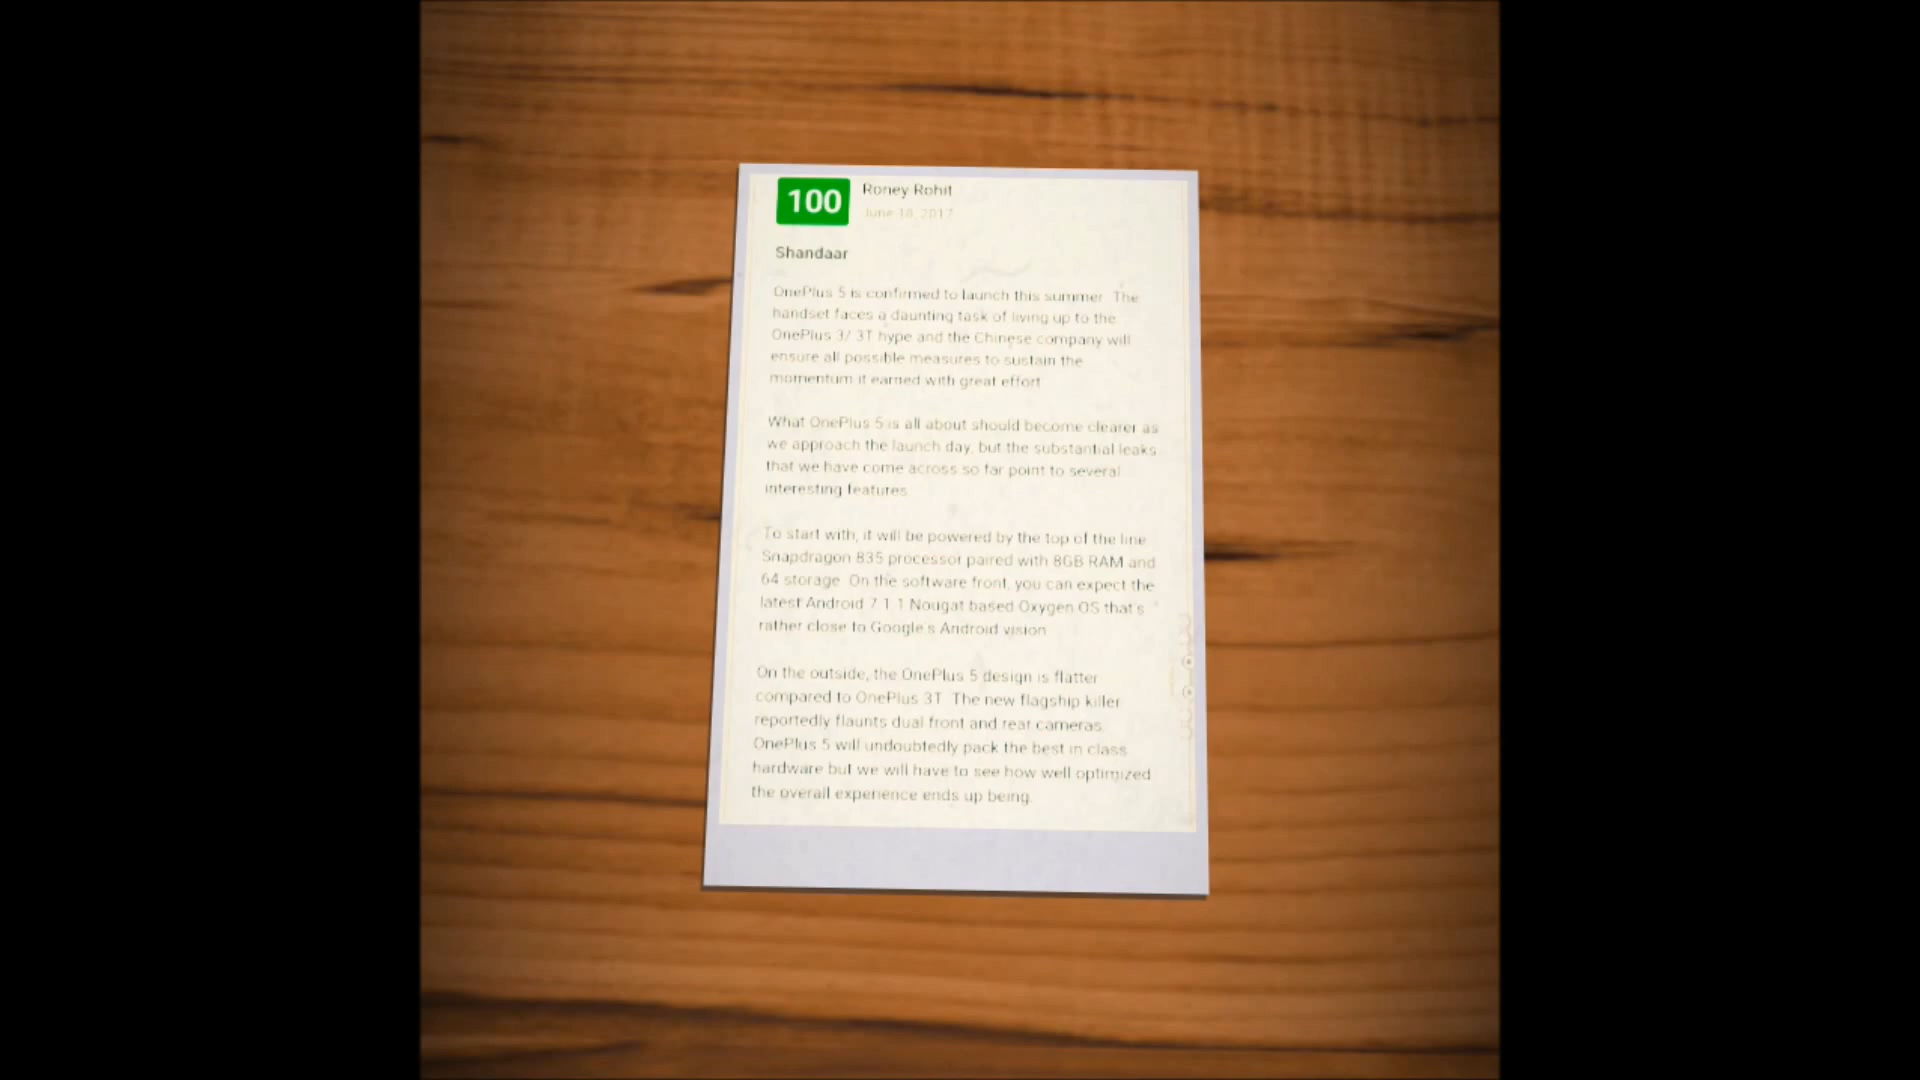 100
Roney Rohit
June 18, 2017
Shandaar
OnePlus 5 is confirmed to launch this summer. The
handset faces a daunting task of living up to the
OnePlus 3/ 3T hype and the Chinese company will
ensure all possible measures to sustain the
momentum it earned with great effort.
What OnePlus 5 is all about should become clearer as
we approach the launch day, but the substantial leaks
that we have come across so far point to several
interesting features.
To start with, it will be powered by the top of the line
Snapdragon 835 processor paired with 8GB RAM and
64 storage. On the software front, you can expect the
latest Android 7.1.1 Nougat based Oxygen OS that's
rather close to Google's Android vision.
On the outside, the OnePlus 5 design is flatter
compared to OnePlus 3T. The new flagship killer
reportedly flaunts dual front and rear cameras.
OnePlus 5 will undoubtedly pack the best in class
hardware but we will have to see how well optimized
the overall experience ends up being.